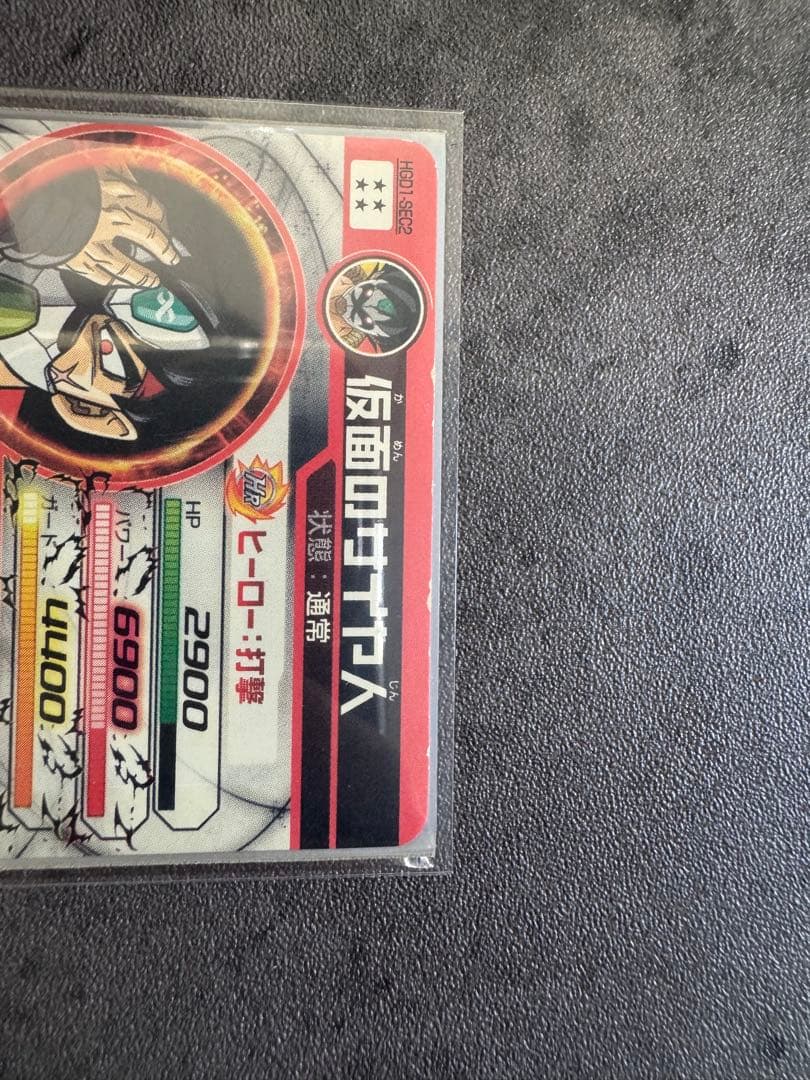 HGD1-SEC2
★★★★
かめん じん
仮面のサイヤ人
状態：通常
HR
ヒーロー：打撃
HP
2900
パワー
6900
ガード
4400